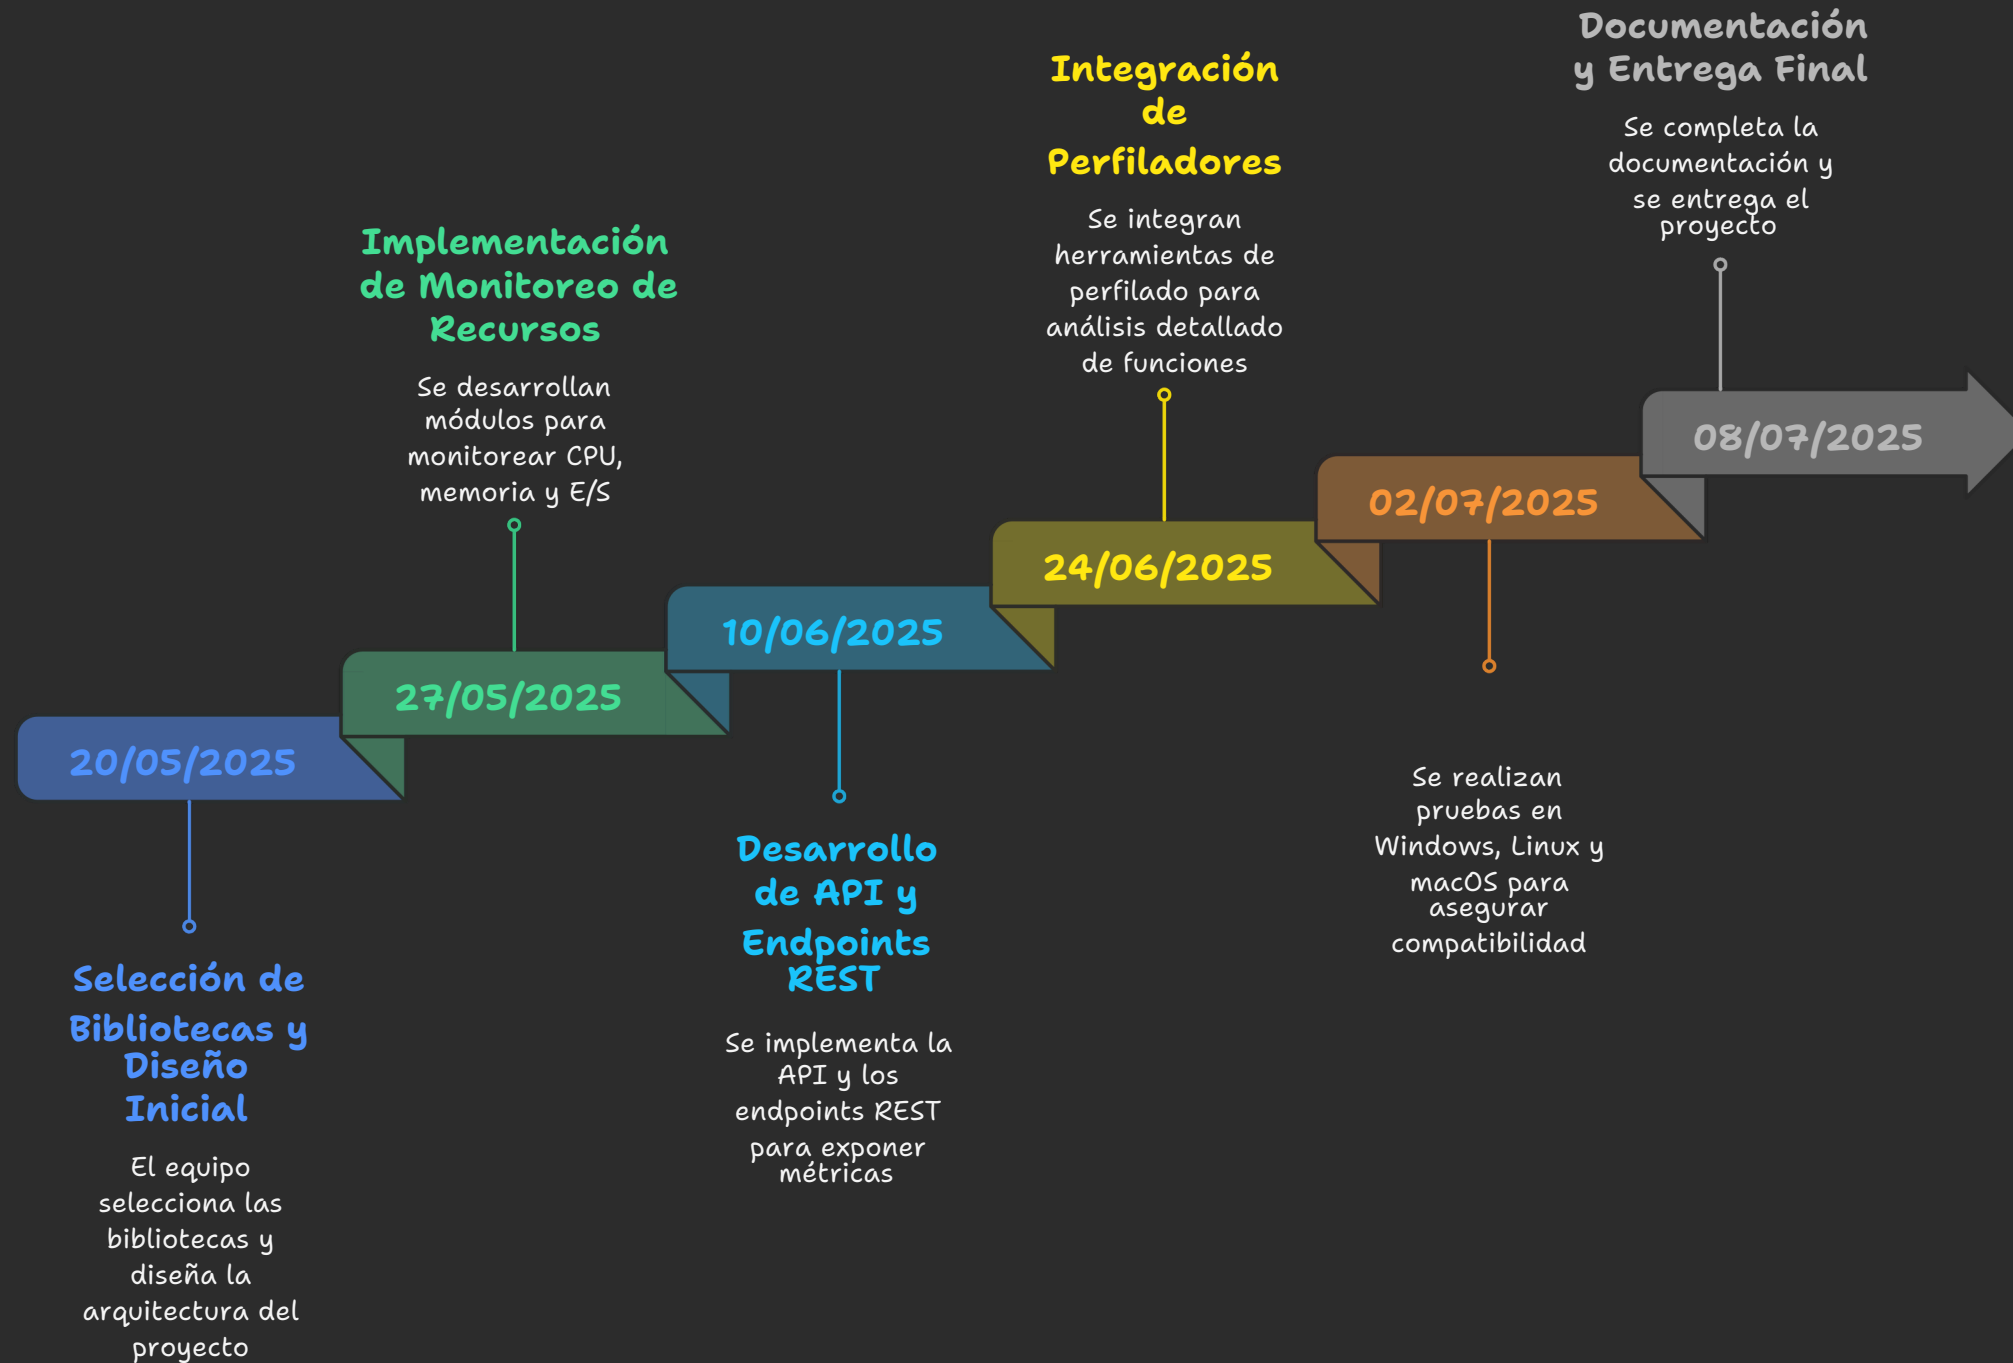 Documentación
y Entrega Final
Se completa la
documentación y
se entrega el
proyecto
Integración
de
Perfiladores
Se integran
herramientas de
perfilado para
análisis detallado
de funciones
Implementación
de Monitoreo de
Recursos
Se desarrollan
módulos para
monitorear CPU,
memoria y E/S
08/07/2025
02/07/2025
24/06/2025
10/06/2025
27/05/2025
20/05/2025
Selección de
Bibliotecas y
Diseño
Inicial
El equipo
selecciona las
bibliotecas y
diseña la
arquitectura del
proyecto
Desarrollo
de API y
Endpoints
REST
Se implementa la
API y los
endpoints REST
para exponer
métricas
Se realizan
pruebas en
Windows, Linux y
macOS para
asegurar
compatibilidad